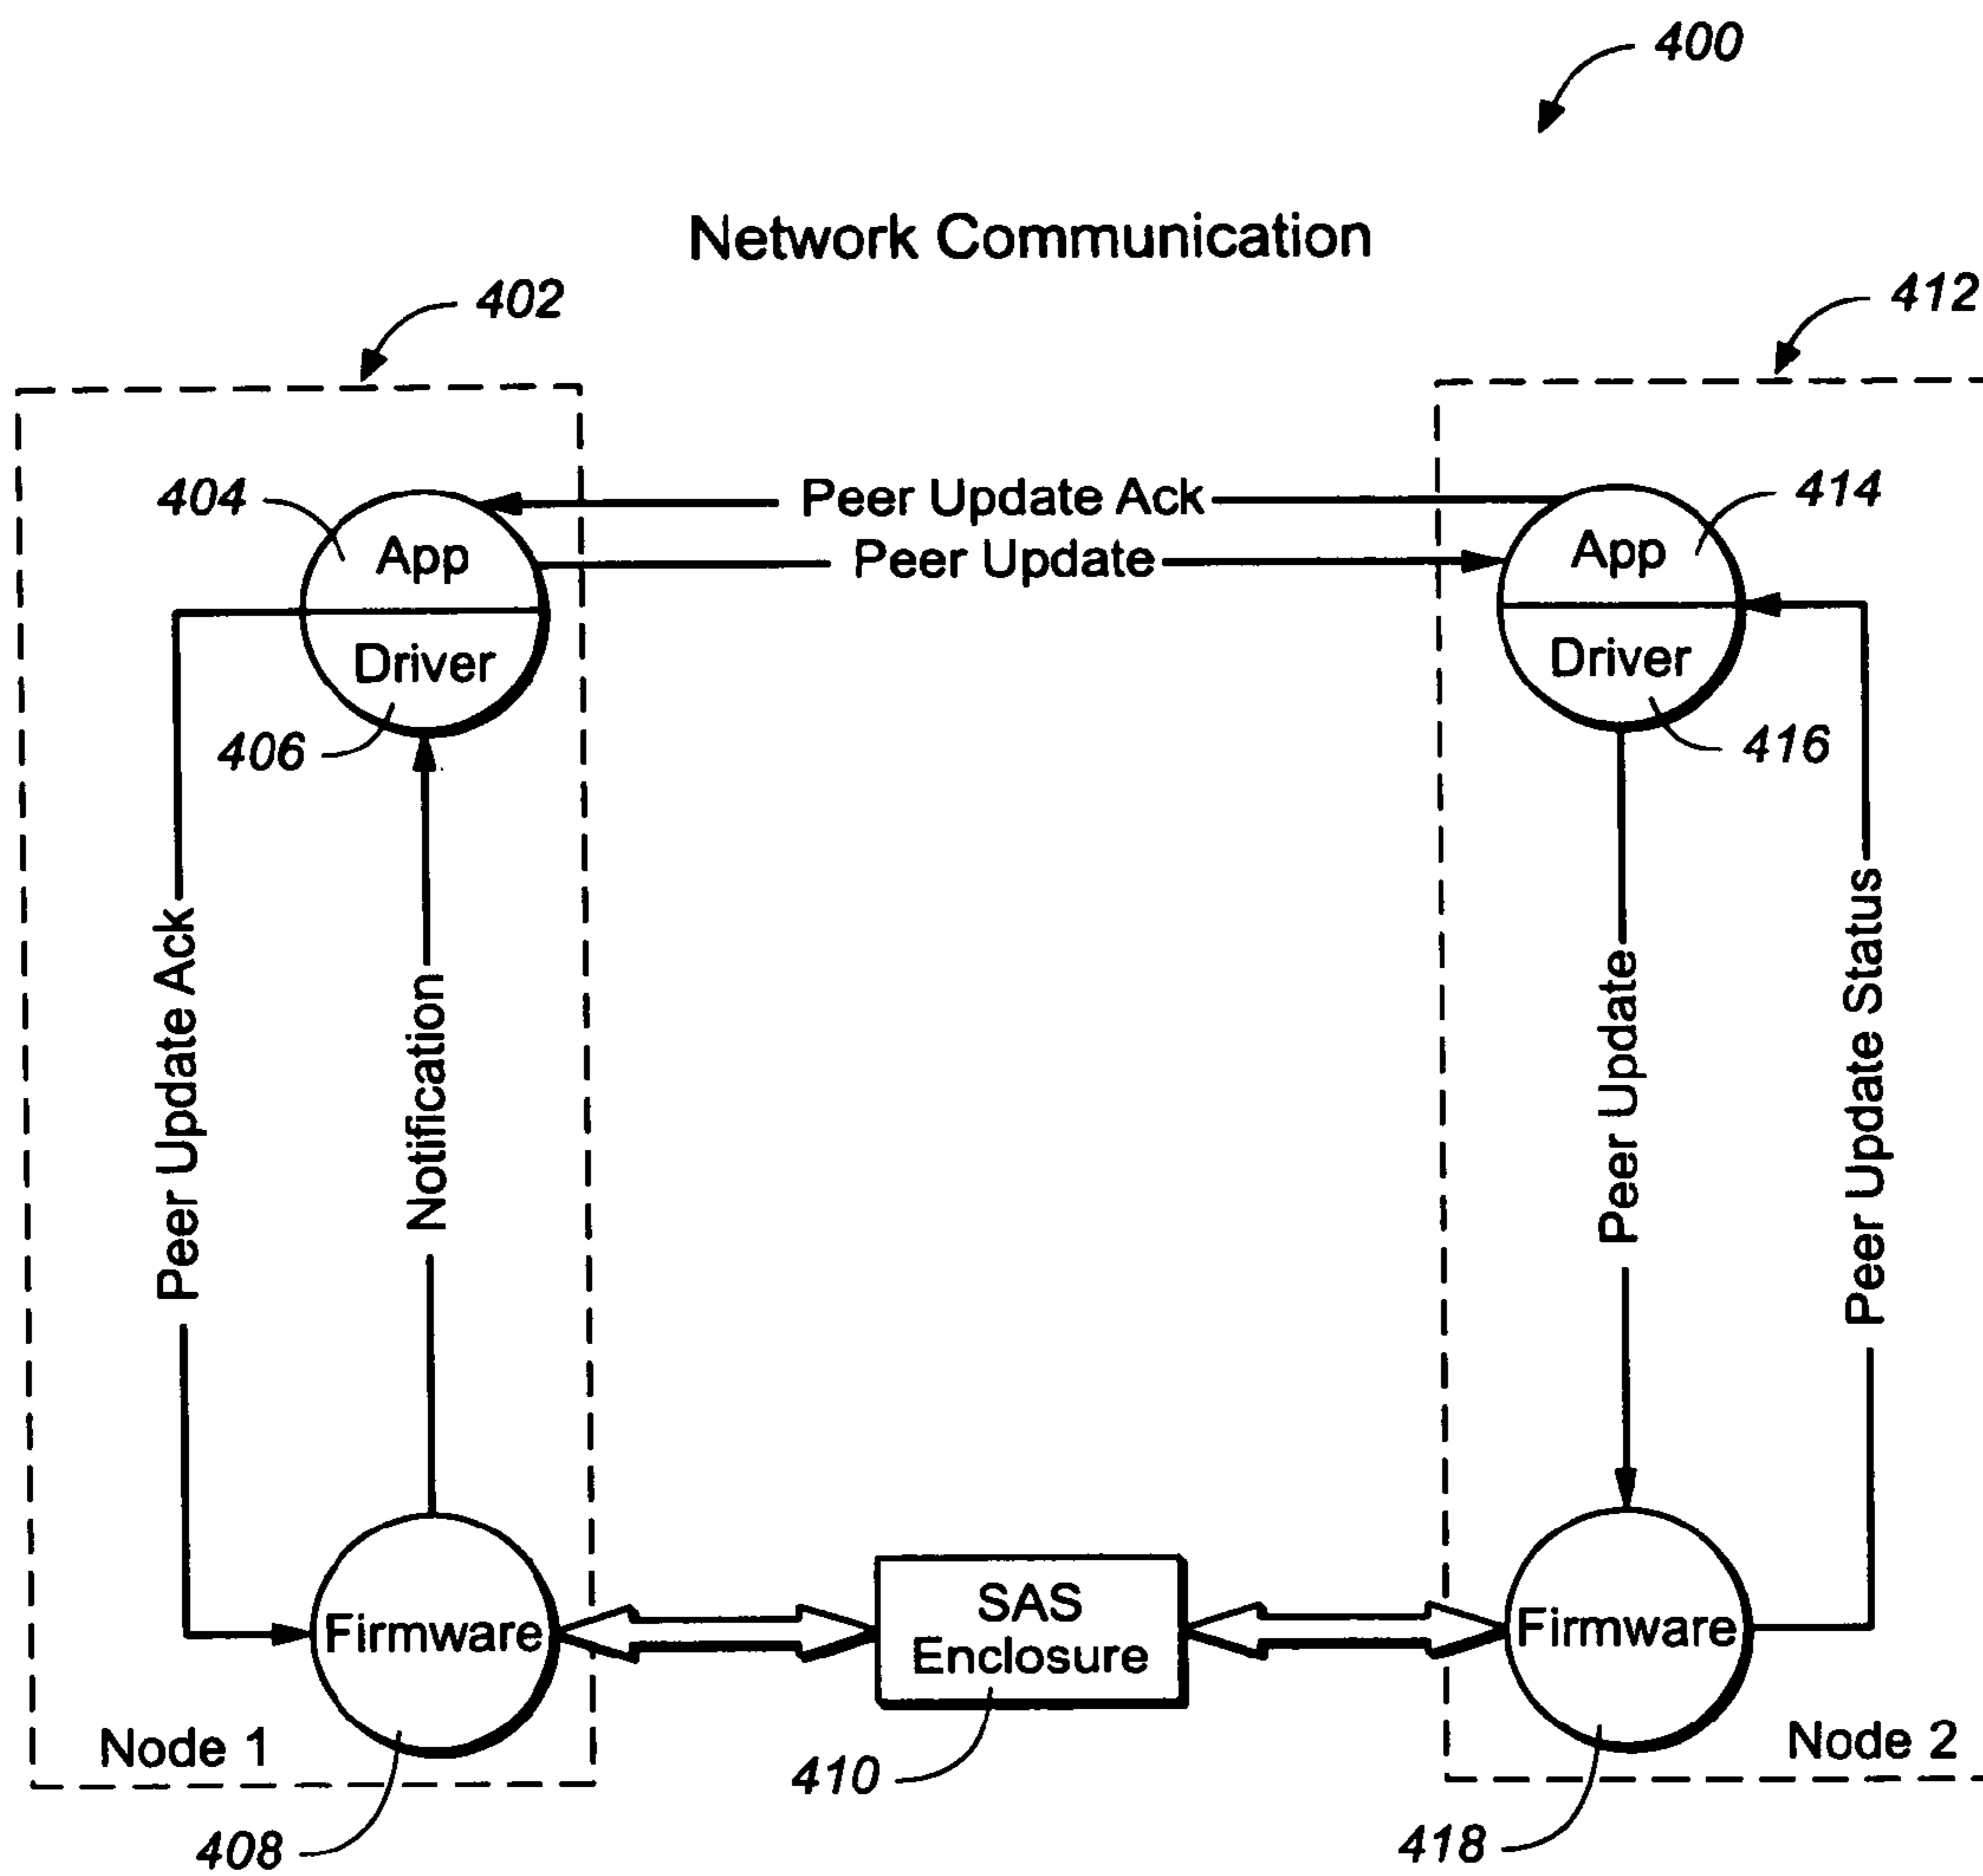 400
Network Communication
402
412
404
Peer Update Ack
414
App
Peer Update
App
Driver
Driver
406
416
Peer Update Ack
Notification
Peer Update
Peer Update Status
Firmware
SAS
Enclosure
Firmware
Node 1
Node 2
410
408
418